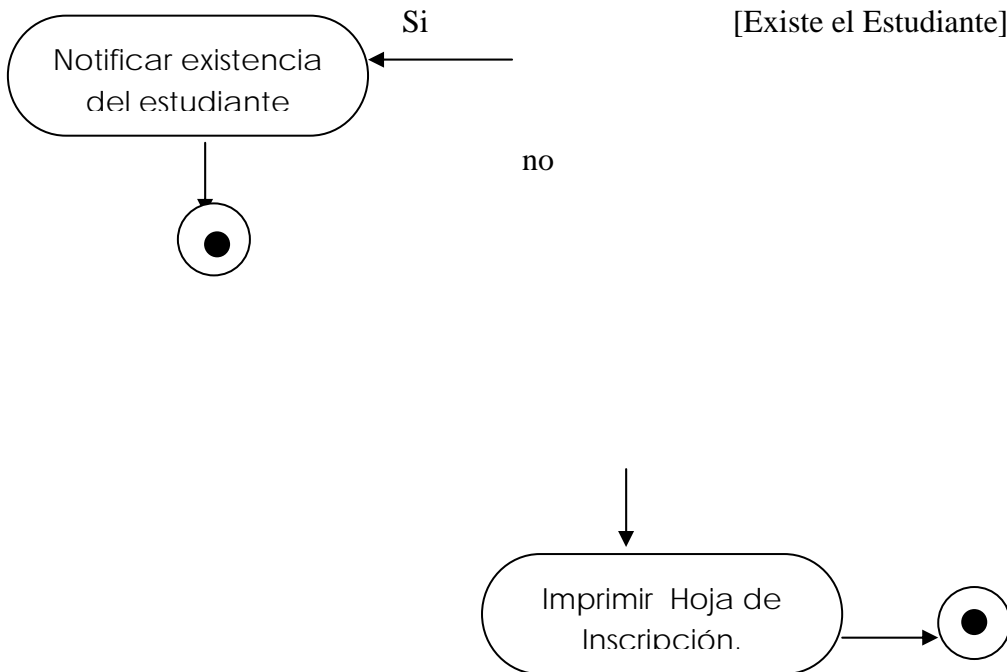 Si [Existe el Estudiante]
Notificar existencia
del estudiante
no
Imprimir Hoja de
Inscripción.